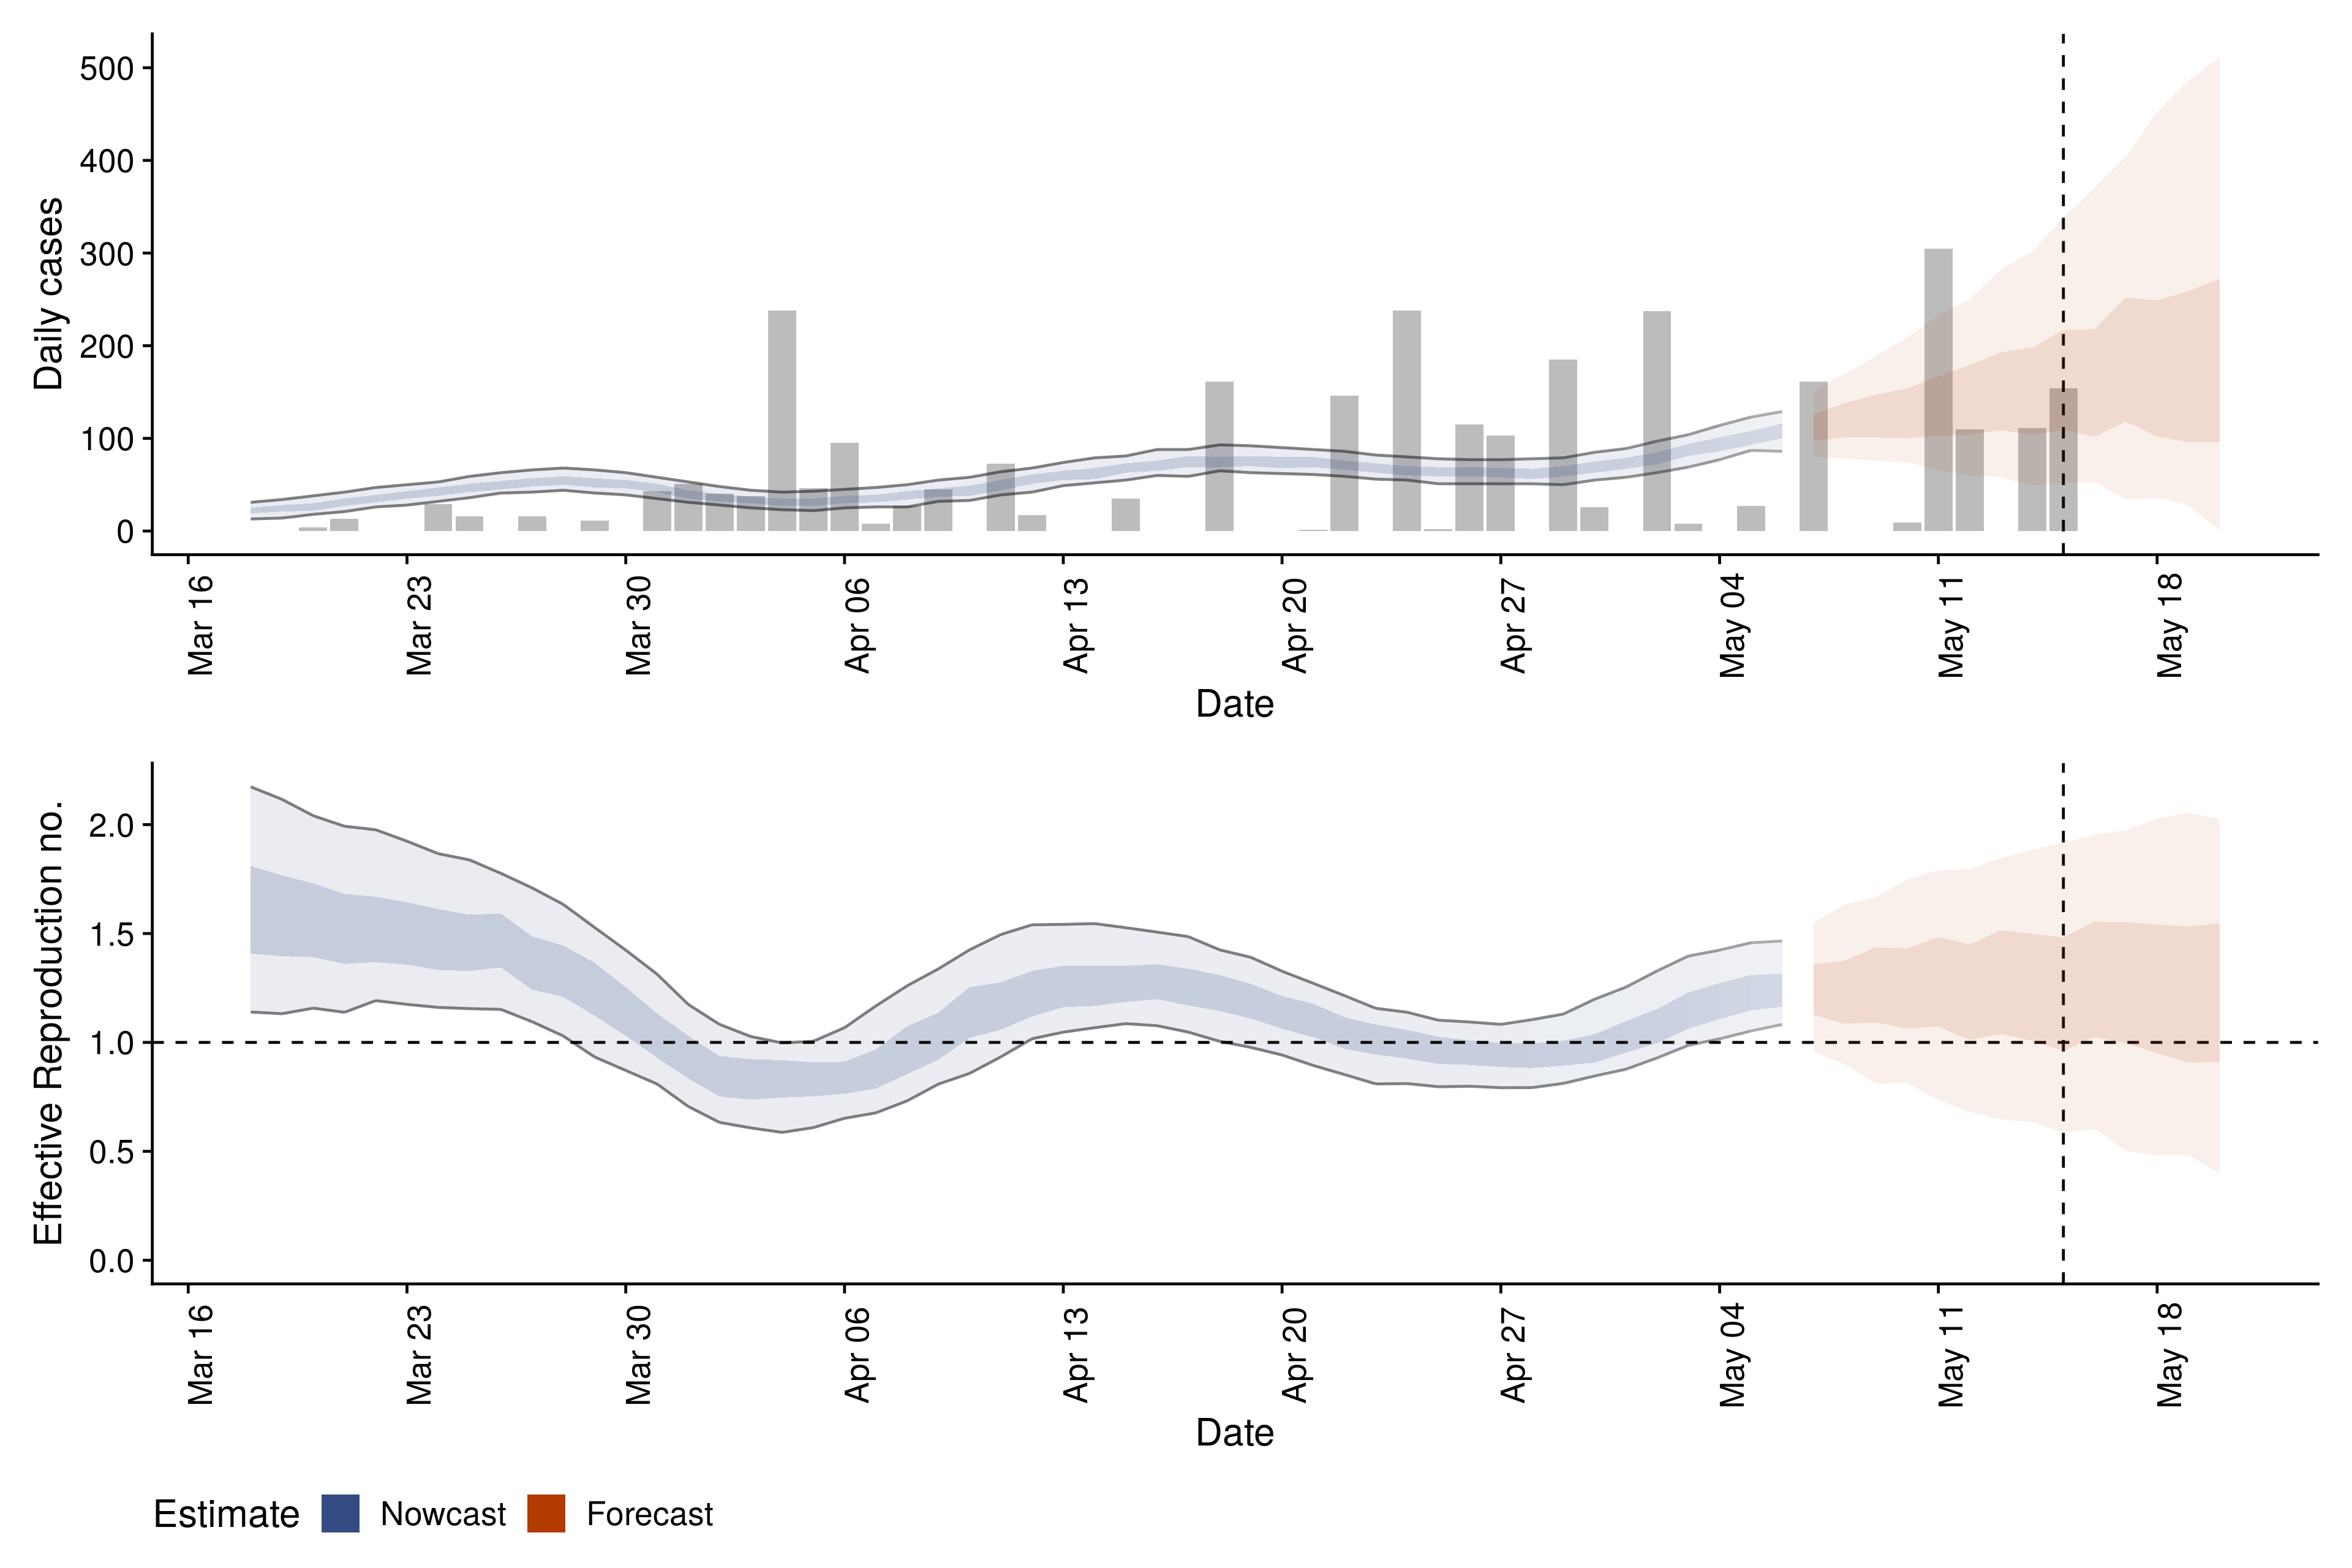 500
400
300
200
100
0
Daily cases
Mar 16 Mar 23 Mar 30 Apr 06 Apr 13 Apr 20 Apr 27 May 04 May 11 May 18
Date
2.0
1.5
1.0
0.5
0.0
Effective Reproduction no.
Mar 16 Mar 23 Mar 30 Apr 06 Apr 13 Apr 20 Apr 27 May 04 May 11 May 18
Date
Estimate Nowcast Forecast